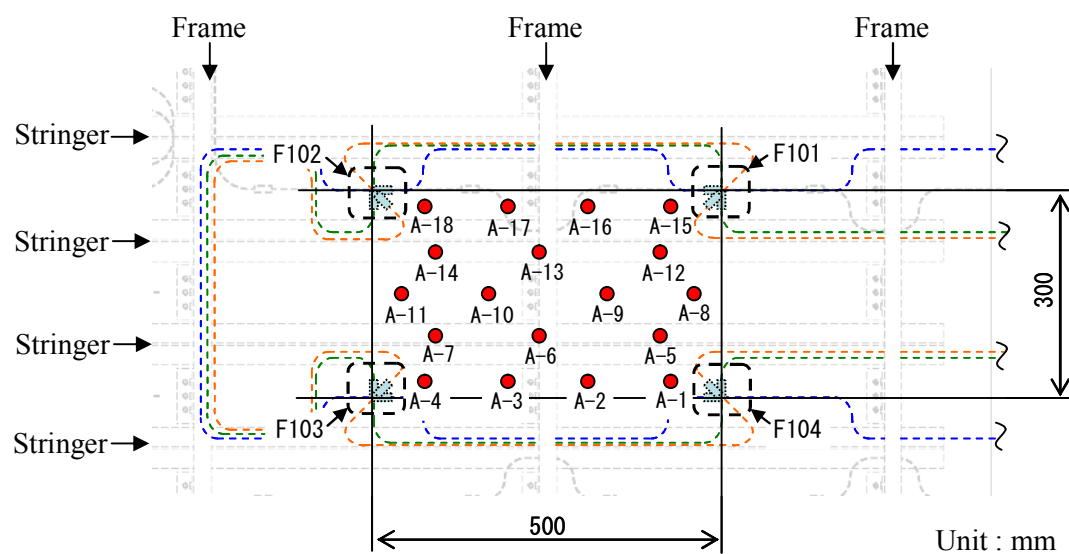 Frame Frame Frame
Stringer
F102 F101
A-18 A-17 A-16 A-15
Stringer
A-14 A-13 A-12
A-11 A-10 A-9 A-8
300
Stringer
A-7 A-6 A-5
A-4 A-3 A-2 A-1
F103 F104
Stringer
500
Unit : mm